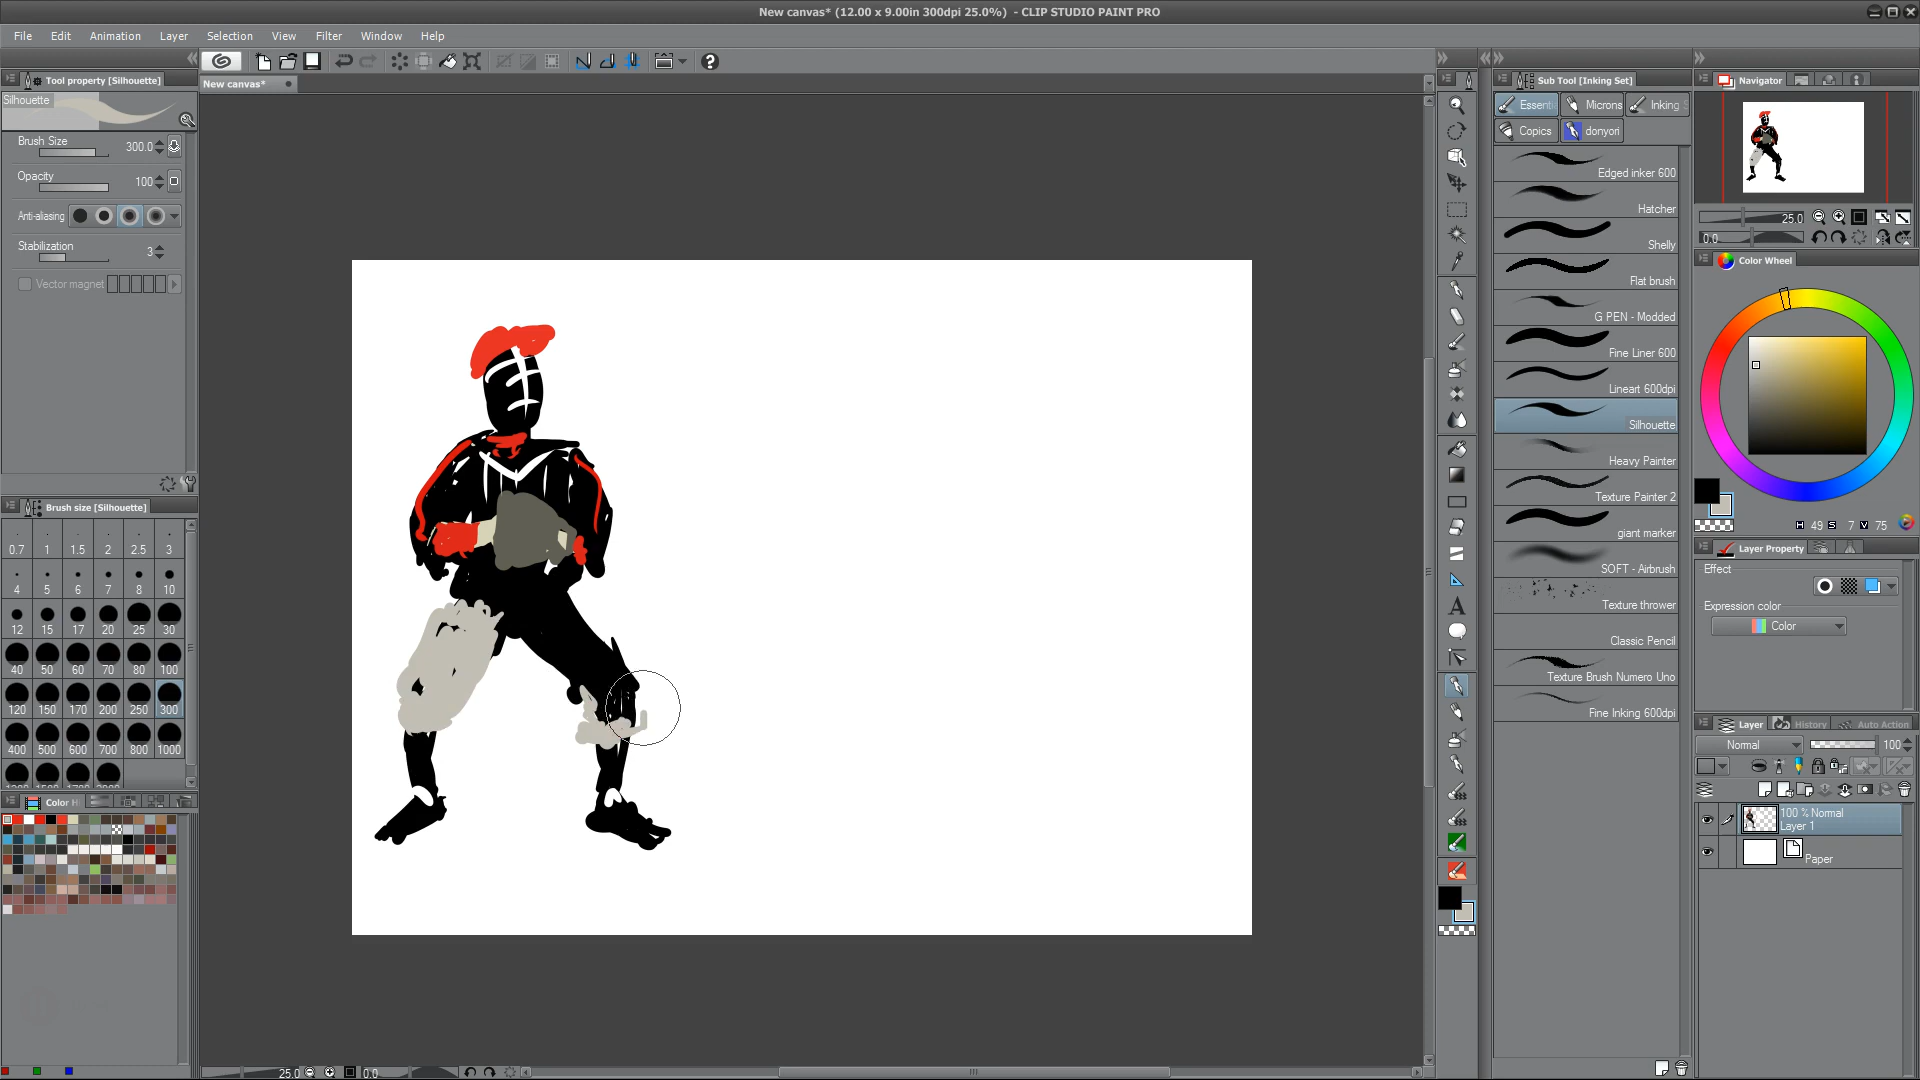 New canvas* (12.00 x 9.00in 300dpi 25.0%) - CLIP STUDIO PAINT PRO
File Edit Animation Layer Selection View Filter Window Help
Tool property [Silhouette]
Silhouette
Brush Size 300.0
Opacity 100
Anti-aliasing
Stabilization 3
Vector magnet
Brush size [Silhouette]
0.7 1 1.5 2 2.5 3
4 5 6 7 8 10
12 15 17 20 25 30
40 50 60 70 80 100
120 150 170 200 250 300
400 500 600 700 800 1000
Color H
New canvas*
25.0 0.0
Sub Tool [Inking Set]
Essenti Microns Inking S
Copics donyori
Edged inker 600
Hatcher
Shelly
Flat brush
G PEN - Modded
Fine Liner 600
Lineart 600dpi
Silhouette
Heavy Painter
Texture Painter 2
giant marker
SOFT - Airbrush
Texture thrower
Classic Pencil
Texture Brush Numero Uno
Fine Inking 600dpi
Navigator
25.0
0.0
Color Wheel
H 49 S 7 V 75
Layer Property
Effect
Expression color
Color
Layer History Auto Action
Normal 100
100 % Normal
Layer 1
Paper